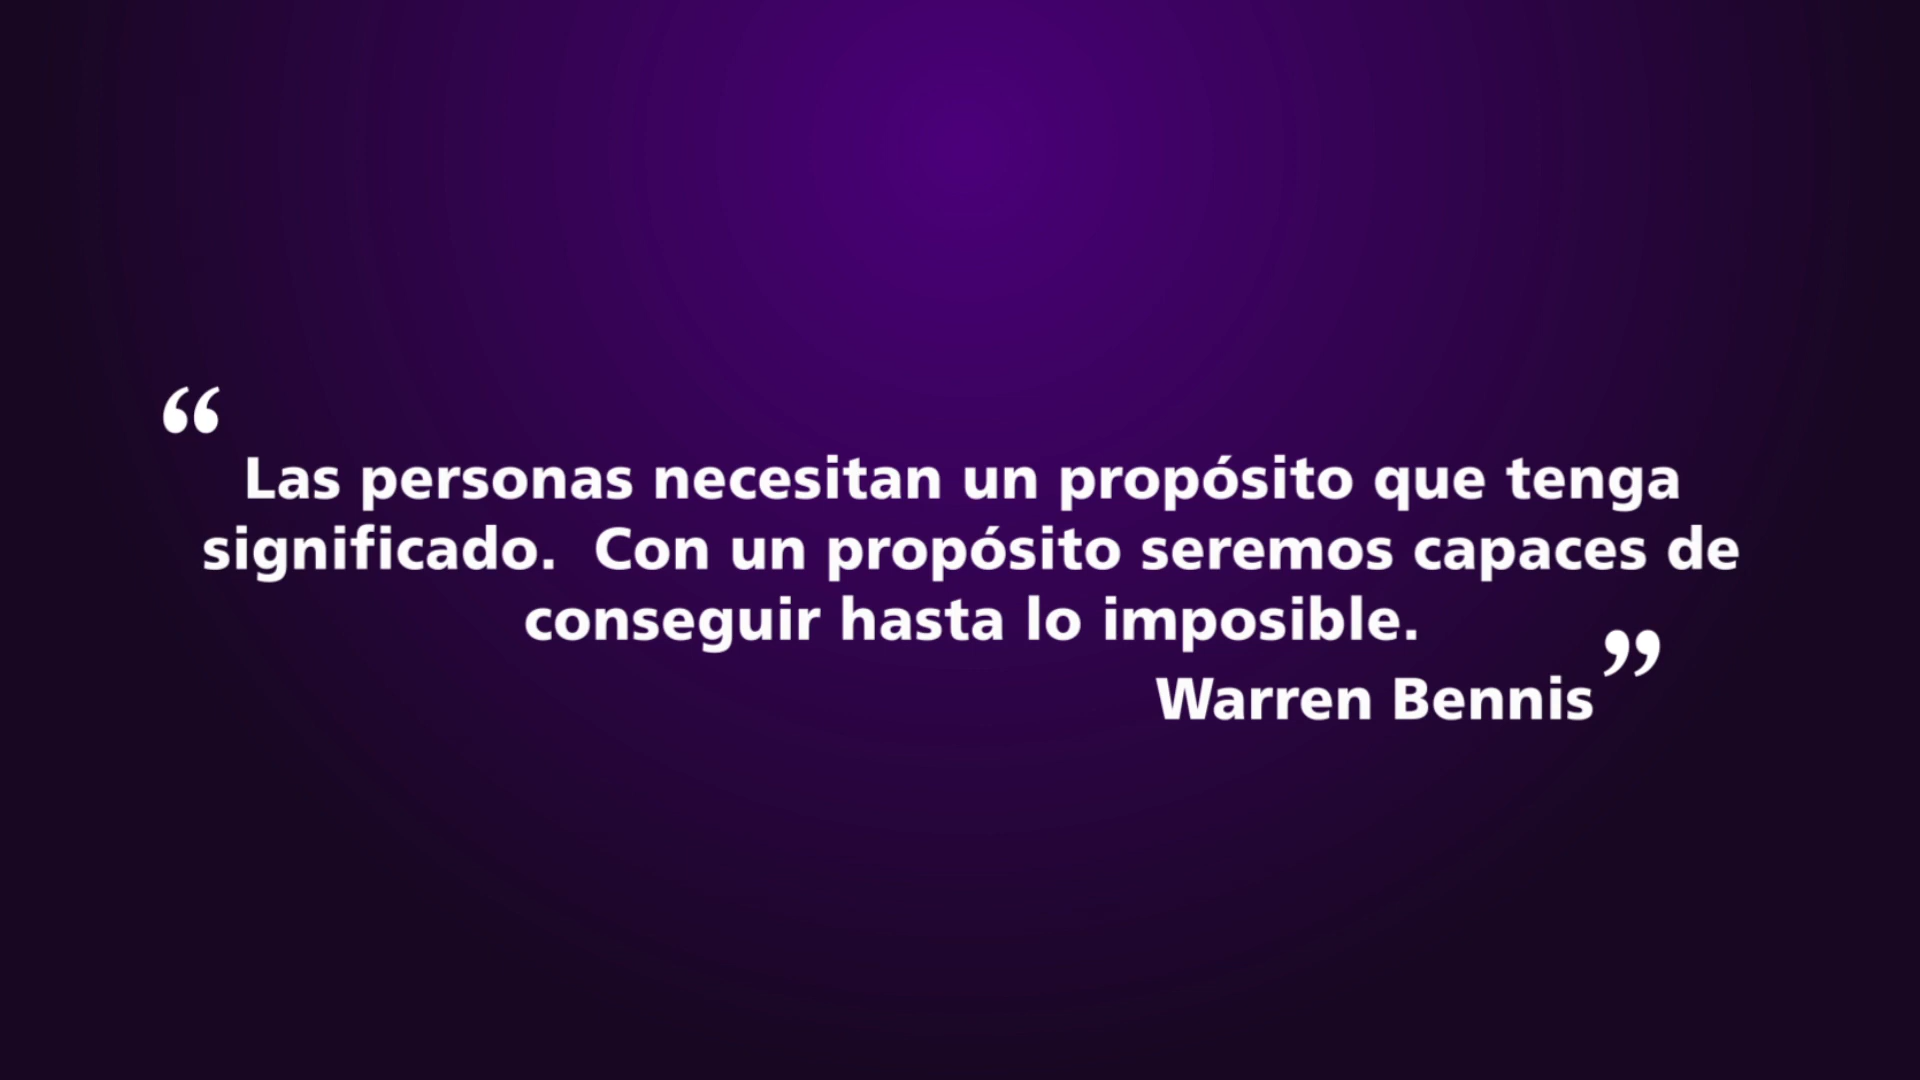 “
Las personas necesitan un propósito que tenga
significado.  Con un propósito seremos capaces de
conseguir hasta lo imposible.
Warren Bennis”